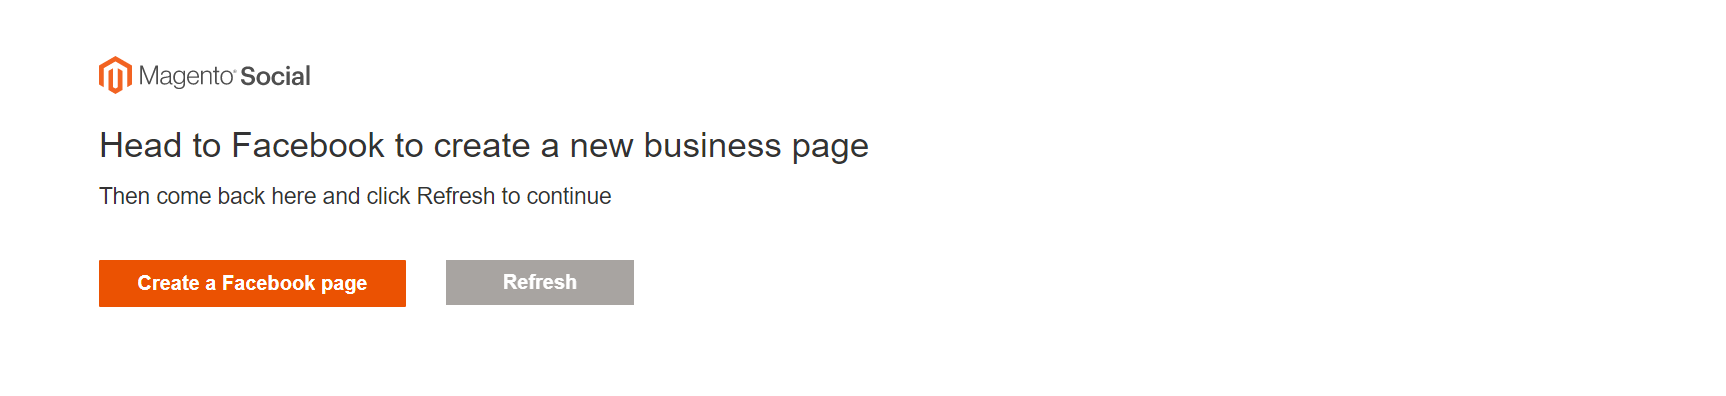 Magento® Social
Head to Facebook to create a new business page
Then come back here and click Refresh to continue
Create a Facebook page
Refresh